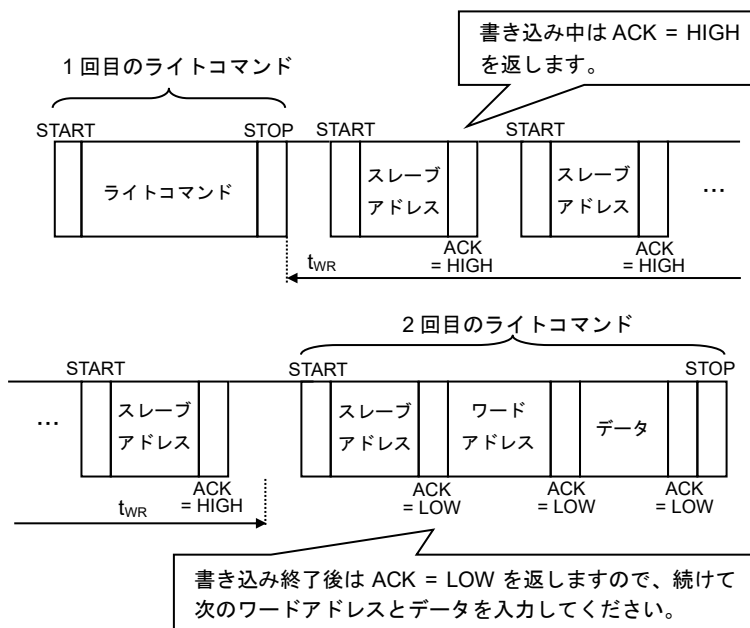 書き込み中は ACK = HIGH
を返します。
1 回目のライトコマンド
START STOP START START
ライトコマンド
スレーブ
アドレス
スレーブ
アドレス
...
ACK
= HIGH
ACK
= HIGH
tWR
2 回目のライトコマンド
START START STOP
...
スレーブ
アドレス
スレーブ
アドレス
ワード
アドレス
データ
ACK
= HIGH
ACK
= LOW
ACK
= LOW
ACK
= LOW
tWR
書き込み終了後は ACK = LOW を返しますので、続けて
次のワードアドレスとデータを入力してください。